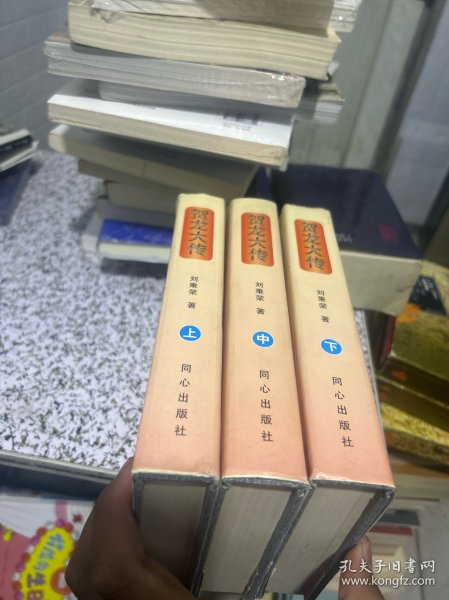 贺龙大传
刘秉荣 著
上
同心出版社
贺龙大传
刘秉荣 著
中
同心出版社
贺龙大传
刘秉荣 著
下
同心出版社
孔夫子旧书网
www.kongfz.com